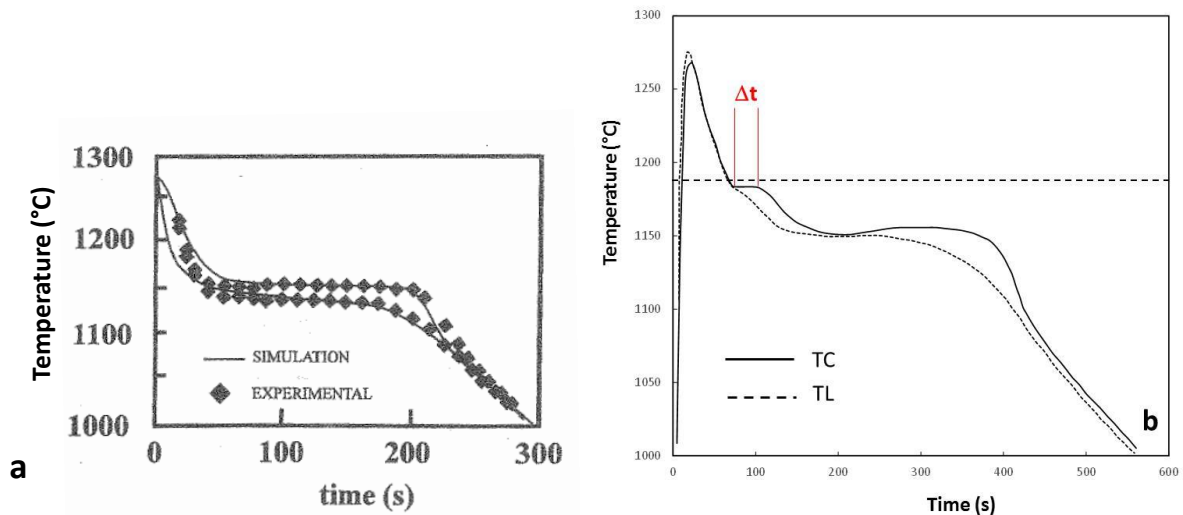 1300
1200
1100
1000
Temperature (°C)
SIMULATION
EXPERIMENTAL
0
100
200
300
time (s)
a
1300
1250
1200
1150
1100
1050
1000
Temperature (°C)
Δt
TC
TL
b
0
100
200
300
400
500
600
Time (s)